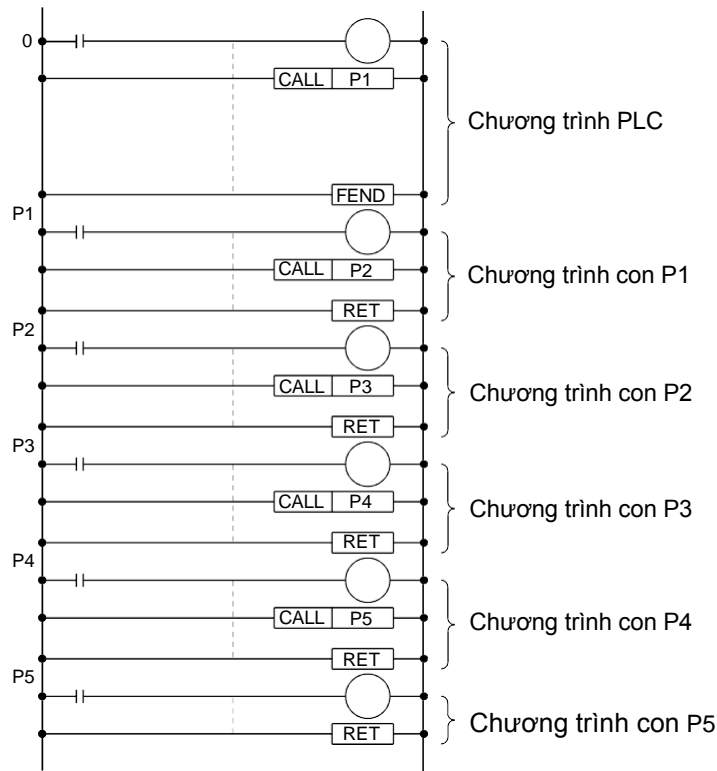 0
CALL P1
Chương trình PLC
FEND
P1
CALL P2
Chương trình con P1
RET
P2
CALL P3
Chương trình con P2
RET
P3
CALL P4
Chương trình con P3
RET
P4
CALL P5
Chương trình con P4
RET
P5
Chương trình con P5
RET